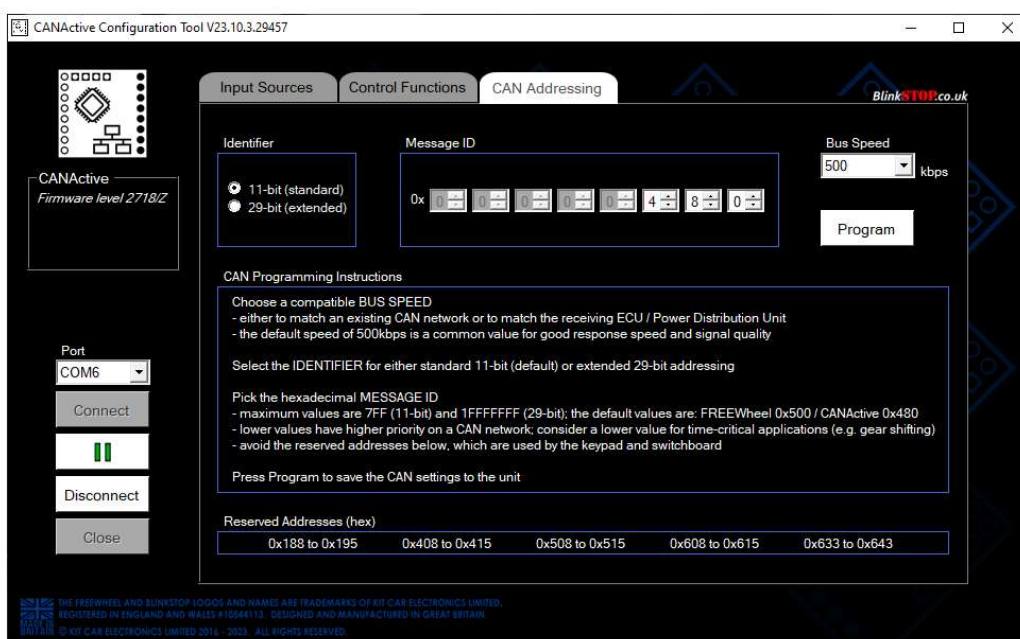 CANActive Configuration Tool V23.10.3.29457
Input Sources
Control Functions
CAN Addressing
BlinkSTOP.co.uk
CANActive
Firmware level 2718/Z
Identifier
11-bit (standard)
29-bit (extended)
Message ID
0x 0 0 0 0 0 4 8 0
Bus Speed
500 kbps
Program
CAN Programming Instructions
Choose a compatible BUS SPEED
- either to match an existing CAN network or to match the receiving ECU / Power Distribution Unit
- the default speed of 500kbps is a common value for good response speed and signal quality
Select the IDENTIFIER for either standard 11-bit (default) or extended 29-bit addressing
Pick the hexadecimal MESSAGE ID
- maximum values are 7FF (11-bit) and 1FFFFFFF (29-bit); the default values are: FREEWheel 0x500 / CANActive 0x480
- lower values have higher priority on a CAN network; consider a lower value for time-critical applications (e.g. gear shifting)
- avoid the reserved addresses below, which are used by the keypad and switchboard
Press Program to save the CAN settings to the unit
Port
COM6
Connect
Disconnect
Close
Reserved Addresses (hex)
0x188 to 0x195 0x408 to 0x415 0x508 to 0x515 0x608 to 0x615 0x633 to 0x643
MADE IN
BRITAIN
THE FREEWHEEL AND BLINKSTOP LOGOS AND NAMES ARE TRADEMARKS OF KIT CAR ELECTRONICS LIMITED,
REGISTERED IN ENGLAND AND WALES #10644113. DESIGNED AND MANUFACTURED IN GREAT BRITAIN.
© KIT CAR ELECTRONICS LIMITED 2016 - 2023. ALL RIGHTS RESERVED.